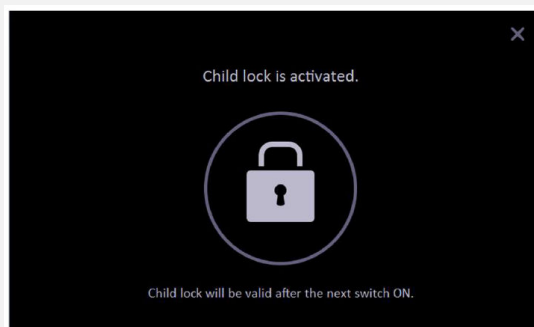 Child lock is activated.
Child lock will be valid after the next switch ON.